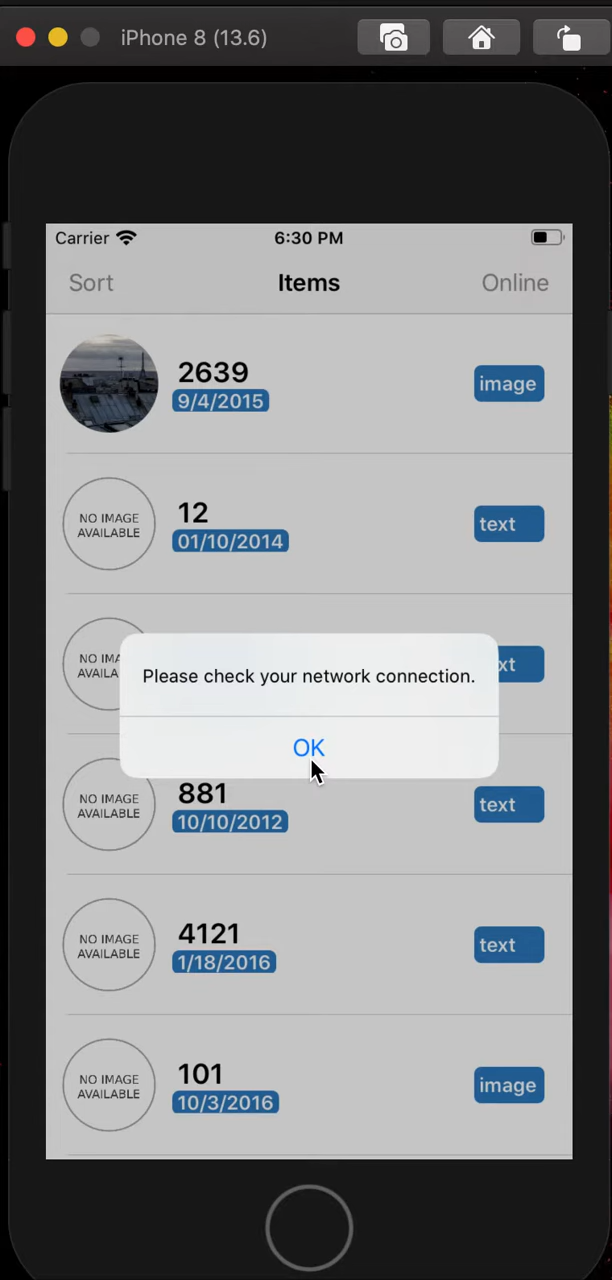 iPhone 8 (13.6)
Carrier 6:30 PM
Sort Items Online
2639
9/4/2015
image
12
01/10/2014
text
NO IMAGE
AVAILABLE
Please check your network connection.
OK
881
10/10/2012
text
NO IMAGE
AVAILABLE
4121
1/18/2016
text
NO IMAGE
AVAILABLE
101
10/3/2016
image
NO IMAGE
AVAILABLE